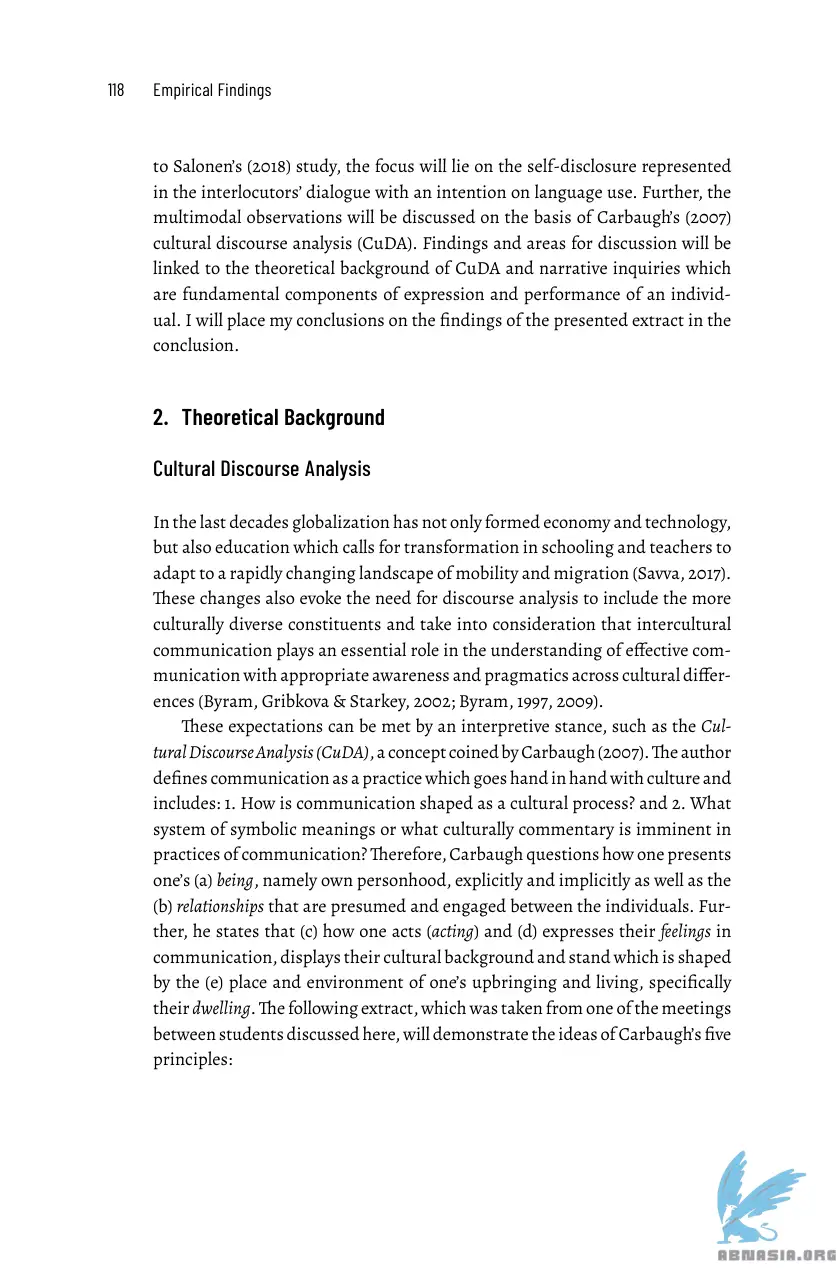 118 Empirical Findings
to Salonen’s (2018) study, the focus will lie on the self-disclosure represented
in the interlocutors’ dialogue with an intention on language use. Further, the
multimodal observations will be discussed on the basis of Carbaugh’s (2007)
cultural discourse analysis (CuDA). Findings and areas for discussion will be
linked to the theoretical background of CuDA and narrative inquiries which
are fundamental components of expression and performance of an individ-
ual. I will place my conclusions on the findings of the presented extract in the
conclusion.
2. Theoretical Background
Cultural Discourse Analysis
In the last decades globalization has not only formed economy and technology,
but also education which calls for transformation in schooling and teachers to
adapt to a rapidly changing landscape of mobility and migration (Savva, 2017).
These changes also evoke the need for discourse analysis to include the more
culturally diverse constituents and take into consideration that intercultural
communication plays an essential role in the understanding of effective com-
munication with appropriate awareness and pragmatics across cultural differ-
ences (Byram, Gribkova & Starkey, 2002; Byram, 1997, 2009).
These expectations can be met by an interpretive stance, such as the Cul-
tural Discourse Analysis (CuDA), a concept coined by Carbaugh (2007). The author
defines communication as a practice which goes hand in hand with culture and
includes: 1. How is communication shaped as a cultural process? and 2. What
system of symbolic meanings or what culturally commentary is imminent in
practices of communication? Therefore, Carbaugh questions how one presents
one’s (a) being, namely own personhood, explicitly and implicitly as well as the
(b) relationships that are presumed and engaged between the individuals. Fur-
ther, he states that (c) how one acts (acting) and (d) expresses their feelings in
communication, displays their cultural background and stand which is shaped
by the (e) place and environment of one’s upbringing and living, specifically
their dwelling. The following extract, which was taken from one of the meetings
between students discussed here, will demonstrate the ideas of Carbaugh’s five
principles:
ABNASIA.ORG